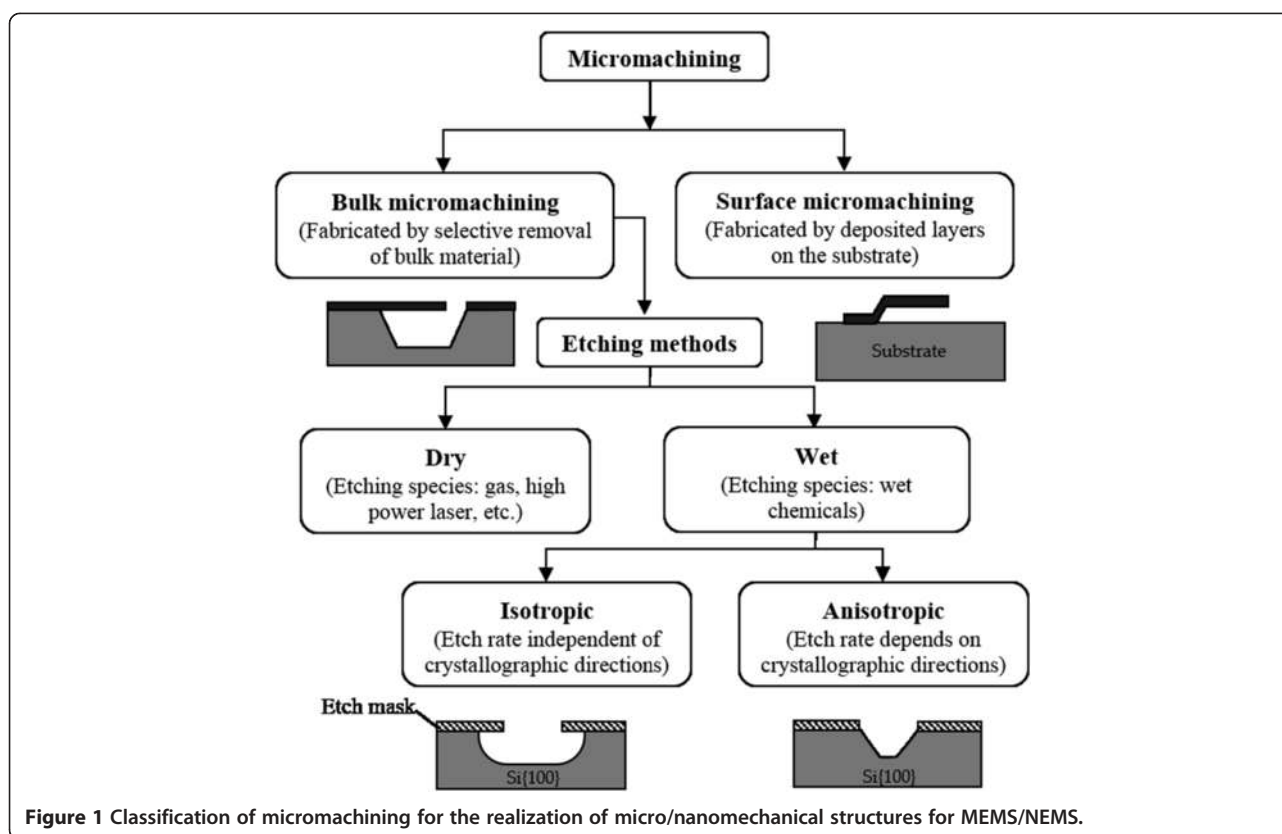 Micromachining
Bulk micromachining
(Fabricated by selective removal
of bulk material)
Surface micromachining
(Fabricated by deposited layers
on the substrate)
Etching methods
Substrate
Dry
(Etching species: gas, high
power laser, etc.)
Wet
(Etching species: wet
chemicals)
Isotropic
(Etch rate independent of
crystallographic directions)
Anisotropic
(Etch rate depends on
crystallographic directions)
Etch mask
Si{100}
Si{100}
Figure 1 Classification of micromachining for the realization of micro/nanomechanical structures for MEMS/NEMS.